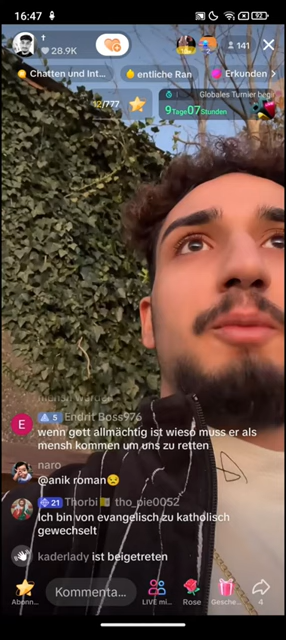 16:47
92
†
28.9K
141
Chatten und Int...
entliche Ran
Erkunden >
12/777
Globales Turnier begin
9Tage07Stunden
5 Endrit Boss976
wenn gott allmächtig ist wieso muss er als
mensh kommen um uns zu retten
naro
@anik roman😒
21 Thorbi tho_pie0052
Ich bin von evangelisch zu katholisch
gewechselt
kaderlady ist beigetreten
Abonn...
Kommenta...
LIVE mi...
Rose
Gesche...
4